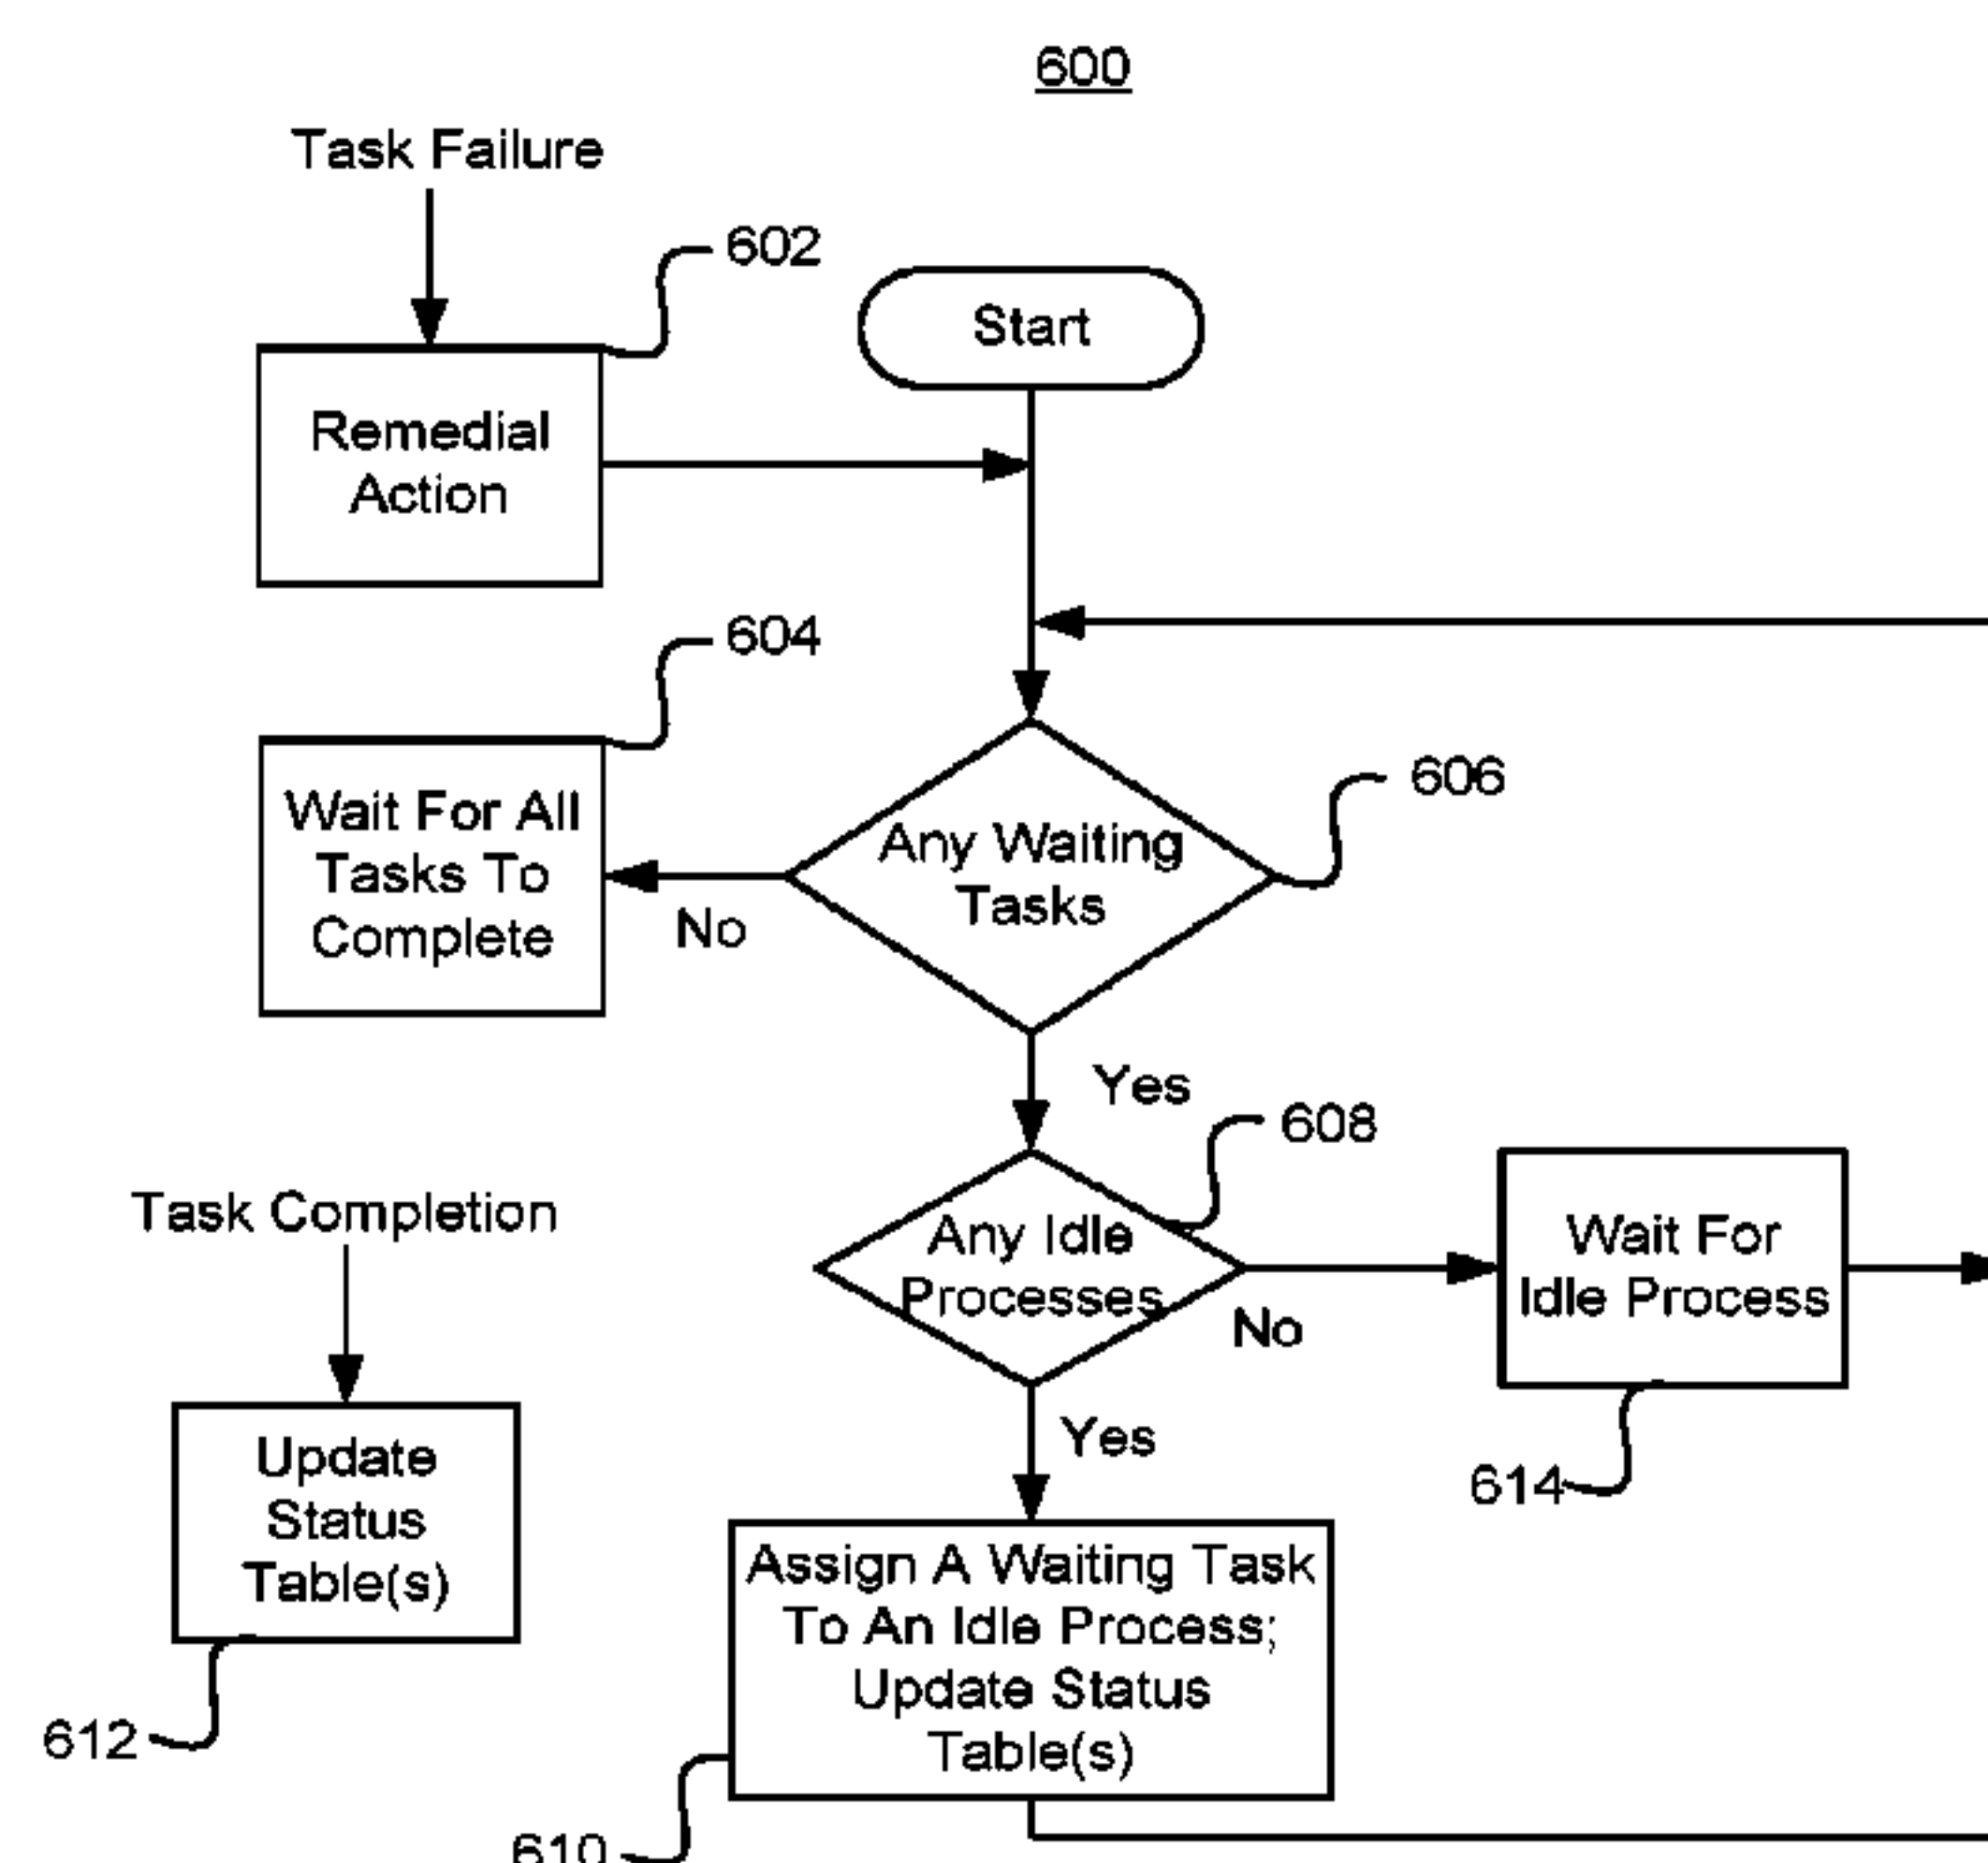 600
Task Failure
602
Start
Remedial
Action
604
606
Wait For All
Tasks To
Complete
Any Waiting
Tasks
No
Yes
608
Task Completion
Any Idle
Processes
Wait For
Idle Process
No
Update
Status
Table(s)
Yes
614
Assign A Waiting Task
To An Idle Process;
Update Status
Table(s)
612
610